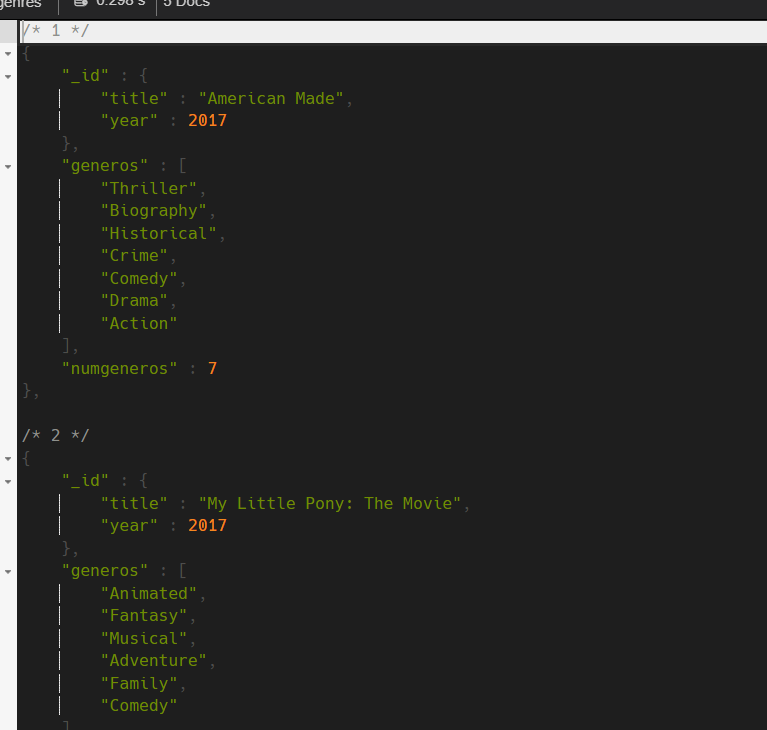 genres 0.298 s 5 Docs
/* 1 */
{
"_id" : {
"title" : "American Made",
"year" : 2017
},
"generos" : [
"Thriller",
"Biography",
"Historical",
"Crime",
"Comedy",
"Drama",
"Action"
],
"numgeneros" : 7
},
/* 2 */
{
"_id" : {
"title" : "My Little Pony: The Movie",
"year" : 2017
},
"generos" : [
"Animated",
"Fantasy",
"Musical",
"Adventure",
"Family",
"Comedy"
]